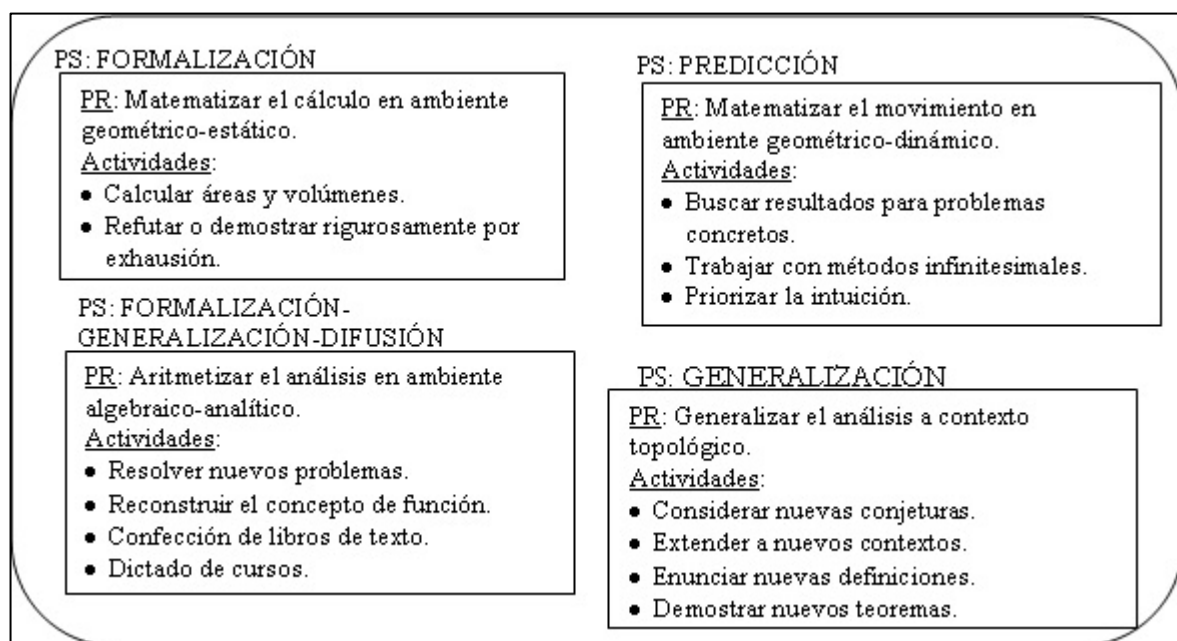 PS: FORMALIZACIÓN
PR: Matematizar el cálculo en ambiente
geométrico-estático.
Actividades:
● Calcular áreas y volúmenes.
● Refutar o demostrar rigurosamente por
exhausión.
PS: PREDICCIÓN
PR: Matematizar el movimiento en
ambiente geométrico-dinámico.
Actividades:
● Buscar resultados para problemas
concretos.
● Trabajar con métodos infinitesimales.
● Priorizar la intuición.
PS: FORMALIZACIÓN-
GENERALIZACIÓN-DIFUSIÓN
PR: Aritmetizar el análisis en ambiente
algebraico-analítico.
Actividades:
● Resolver nuevos problemas.
● Reconstruir el concepto de función.
● Confección de libros de texto.
● Dictado de cursos.
PS: GENERALIZACIÓN
PR: Generalizar el análisis a contexto
topológico.
Actividades:
● Considerar nuevas conjeturas.
● Extender a nuevos contextos.
● Enunciar nuevas definiciones.
● Demostrar nuevos teoremas.